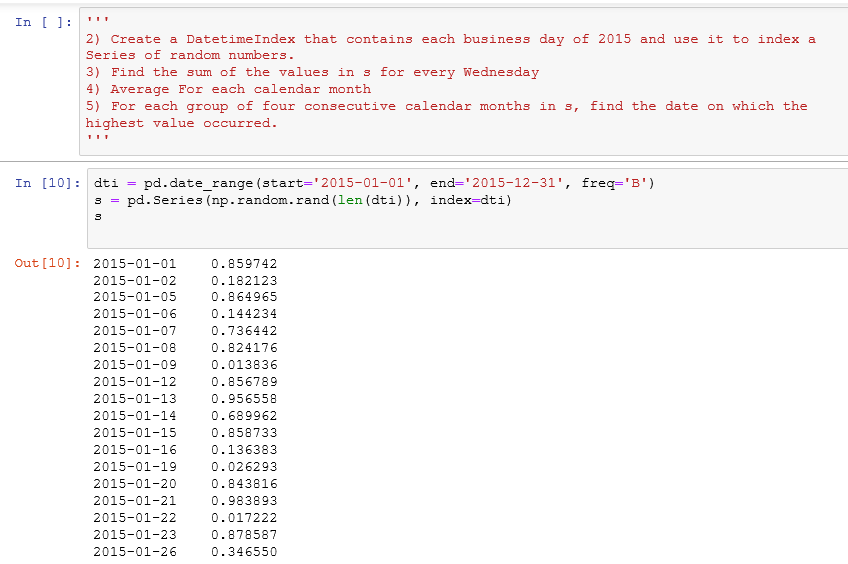 In [ ]: '''
2) Create a DatetimeIndex that contains each business day of 2015 and use it to index a
Series of random numbers.
3) Find the sum of the values in s for every Wednesday
4) Average For each calendar month
5) For each group of four consecutive calendar months in s, find the date on which the
highest value occurred.
'''
In [10]: dti = pd.date_range(start='2015-01-01', end='2015-12-31', freq='B')
s = pd.Series(np.random.rand(len(dti)), index=dti)
s
Out[10]: 2015-01-01    0.859742
2015-01-02    0.182123
2015-01-05    0.864965
2015-01-06    0.144234
2015-01-07    0.736442
2015-01-08    0.824176
2015-01-09    0.013836
2015-01-12    0.856789
2015-01-13    0.956558
2015-01-14    0.689962
2015-01-15    0.858733
2015-01-16    0.136383
2015-01-19    0.026293
2015-01-20    0.843816
2015-01-21    0.983893
2015-01-22    0.017222
2015-01-23    0.878587
2015-01-26    0.346550